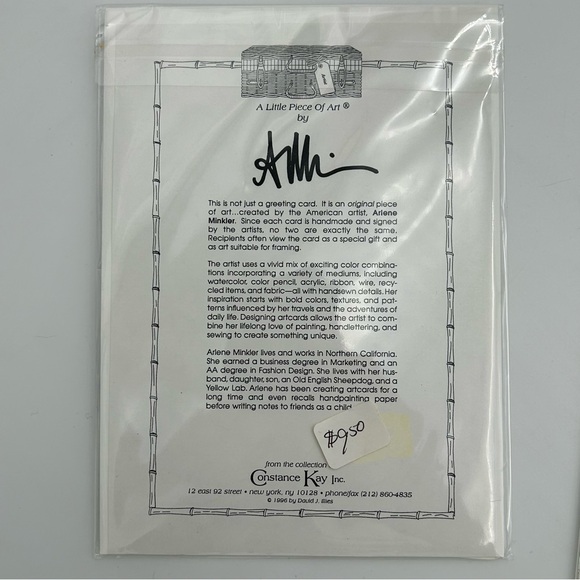 Arlene
A Little Piece Of Art ®
by
This is not just a greeting card. It is an original piece
of art...created by the American artist, Arlene
Minkler. Since each card is handmade and signed
by the artists, no two are exactly the same.
Recipients often view the card as a special gift and
as art suitable for framing.
The artist uses a vivid mix of exciting color combina-
tions incorporating a variety of mediums, including
watercolor, color pencil, acrylic, ribbon, wire, recy-
cled items, and fabric—all with handsewn details. Her
inspiration starts with bold colors, textures, and pat-
terns influenced by her travels and the adventures of
daily life. Designing artcards allows the artist to com-
bine her lifelong love of painting, handlettering, and
sewing to create something unique.
Arlene Minkler lives and works in Northern California.
She earned a business degree in Marketing and an
AA degree in Fashion Design. She lives with her hus-
band, daughter, son, an Old English Sheepdog, and a
Yellow Lab. Arlene has been creating artcards for a
long time and even recalls handpainting paper
before writing notes to friends as a child.
$9.50
from the collection
Constance Kay Inc.
12 east 92 street • new york, ny 10128 • phone/fax (212) 860-4835
© 1996 by David J. Illies